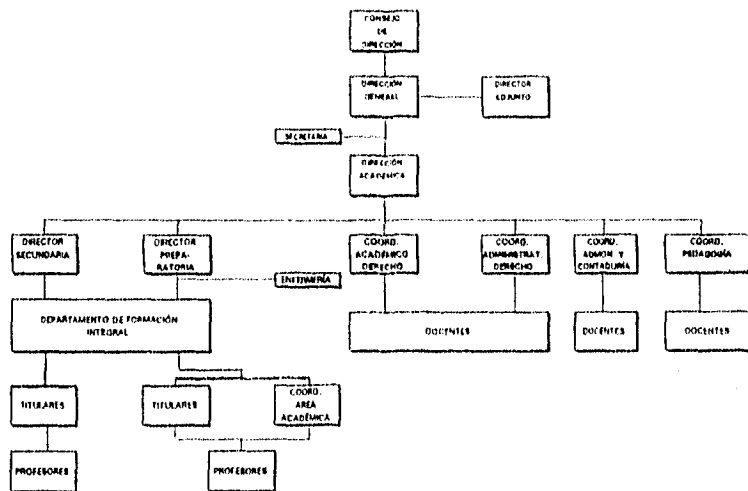 CONSEJO
DE
DIRECCIÓN
DIRECCIÓN
GENERAL
DIRECTOR
ADJUNTO
SECRETARIA
DIRECCIÓN
ACADÉMICA
DIRECTOR
SECUNDARIA
DIRECTOR
PREPA-
RATORIA
COORD.
ACADÉMICO
DERECHO
COORD.
ADMINISTRAT.
DERECHO
COORD.
ADMON. Y
CONTADURÍA
COORD.
PEDAGOGÍA
ENFERMERÍA
DEPARTAMENTO DE FORMACIÓN
INTEGRAL
DOCENTES
DOCENTES
DOCENTES
TITULARES
TITULARES
COORD.
AREA
ACADÉMICA
PROFESORES
PROFESORES